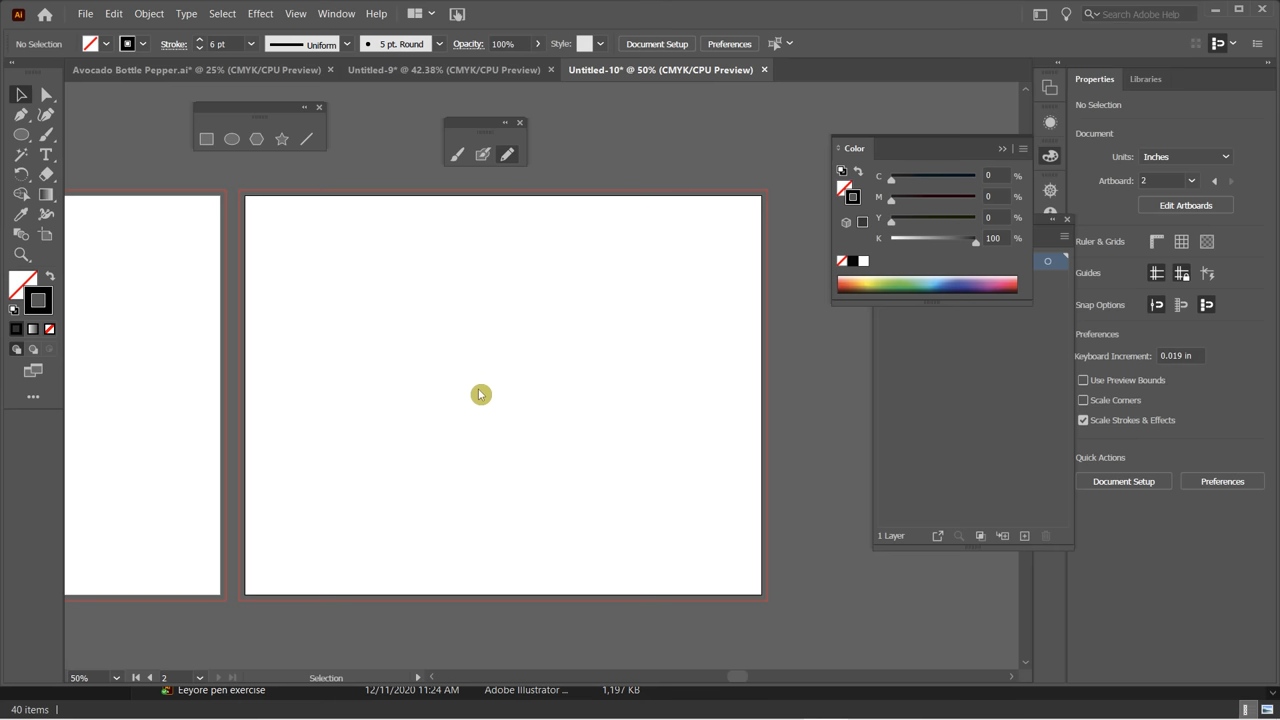 Ai File Edit Object Type Select Effect View Window Help Search Adobe Help
No Selection Stroke: 6 pt Uniform 5 pt. Round Opacity: 100% Style: Document Setup Preferences
Avocado Bottle Pepper.ai* @ 25% (CMYK/CPU Preview) Untitled-9* @ 42.38% (CMYK/CPU Preview) Untitled-10* @ 50% (CMYK/CPU Preview)
Properties Libraries
No Selection
Document
Units: Inches
Artboard: 2
Edit Artboards
Ruler & Grids
Guides
Snap Options
Preferences
Keyboard Increment: 0.019 in
Use Preview Bounds
Scale Corners
Scale Strokes & Effects
Quick Actions
Document Setup Preferences
Color
C 0 %
M 0 %
Y 0 %
K 100 %
1 Layer
50% 2 Selection
Eeyore pen exercise 12/11/2020 11:24 AM Adobe Illustrator ... 1,197 KB
40 items